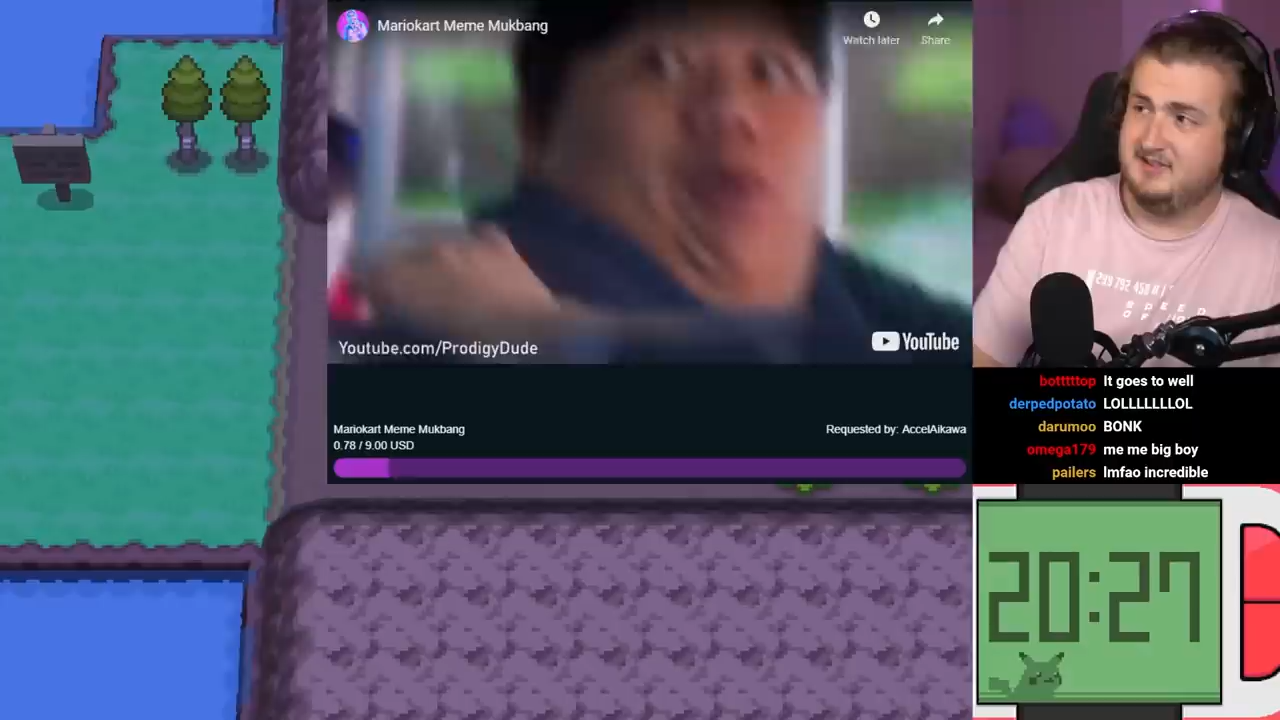 Mariokart Meme Mukbang
Watch later
Share
Youtube.com/ProdigyDude
YouTube
Mariokart Meme Mukbang
Requested by: AccelAikawa
0.78 / 9.00 USD
botttttop It goes to well
derpedpotato LOLLLLLLLOL
darumoo BONK
omega179 me me big boy
pailers lmfao incredible
20:27